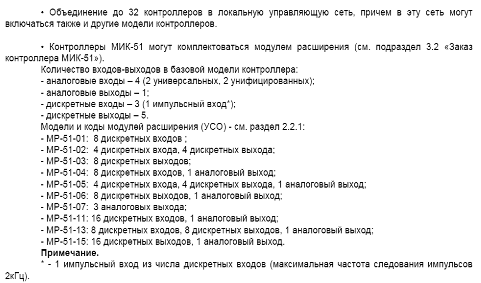 • Объединение до 32 контроллеров в локальную управляющую сеть, причем в эту сеть могут
включаться также и другие модели контроллеров.
• Контроллеры МИК-51 могут комплектоваться модулем расширения (см. подраздел 3.2 «Заказ
контроллера МИК-51»).
Количество входов-выходов в базовой модели контроллера:
- аналоговые входы – 4 (2 универсальных, 2 унифицированных);
- аналоговые выходы – 1;
- дискретные входы – 3 (1 импульсный вход*);
- дискретные выходы – 5.
Модели и коды модулей расширения (УСО) - см. раздел 2.2.1:
- МР-51-01: 8 дискретных входов ;
- МР-51-02: 4 дискретных входа, 4 дискретных выхода;
- МР-51-03: 8 дискретных выходов;
- МР-51-04: 8 дискретных входов, 1 аналоговый выход;
- МР-51-05: 4 дискретных входа, 4 дискретных выхода, 1 аналоговый выход;
- МР-51-06: 8 дискретных выходов, 1 аналоговый выход;
- МР-51-07: 3 аналоговых выхода;
- МР-51-11: 16 дискретных входов, 1 аналоговый выход;
- МР-51-13: 8 дискретных входов, 8 дискретных выходов, 1 аналоговый выход;
- МР-51-15: 16 дискретных выходов, 1 аналоговый выход.
Примечание.
* - 1 импульсный вход из числа дискретных входов (максимальная частота следования импульсов
2кГц).